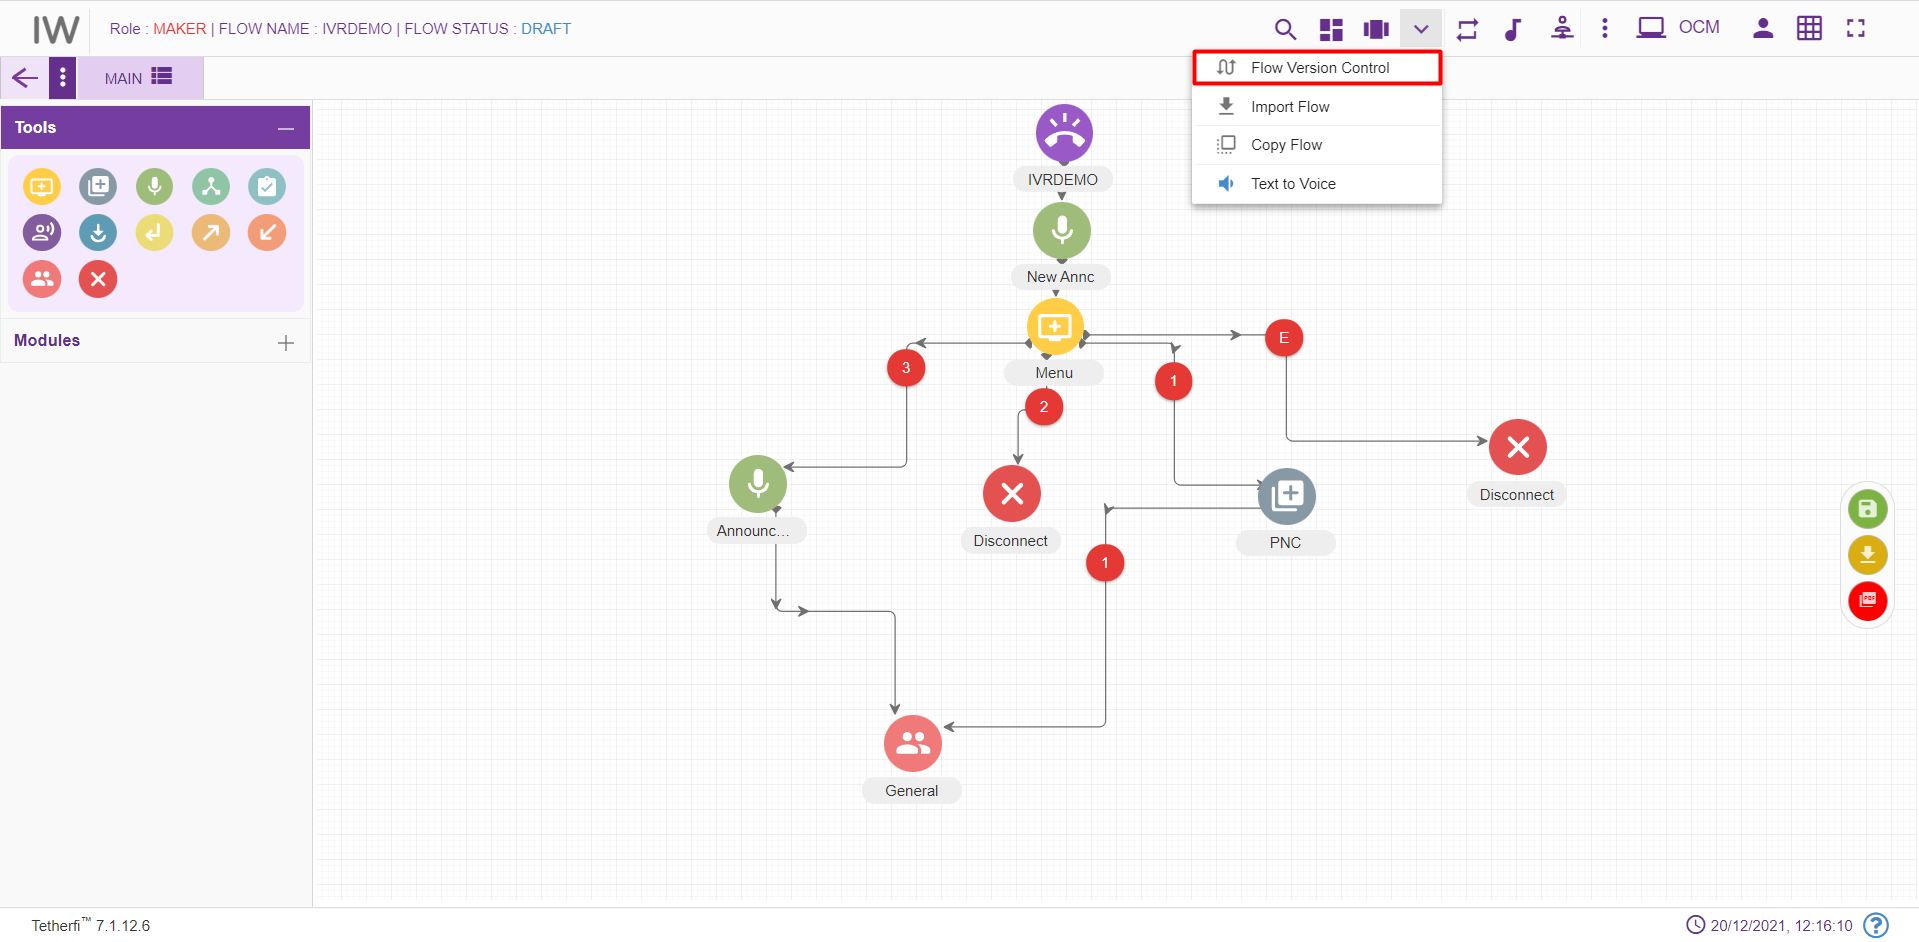 IW
Role : MAKER | FLOW NAME : IVRDEMO | FLOW STATUS : DRAFT
OCM
MAIN
Flow Version Control
Import Flow
Copy Flow
Text to Voice
Tools
Modules
IVRDEMO
New Annc
Menu
E
3
1
2
Announc...
Disconnect
PNC
Disconnect
1
General
PDF
Tetherfi™ 7.1.12.6
20/12/2021, 12:16:10
?